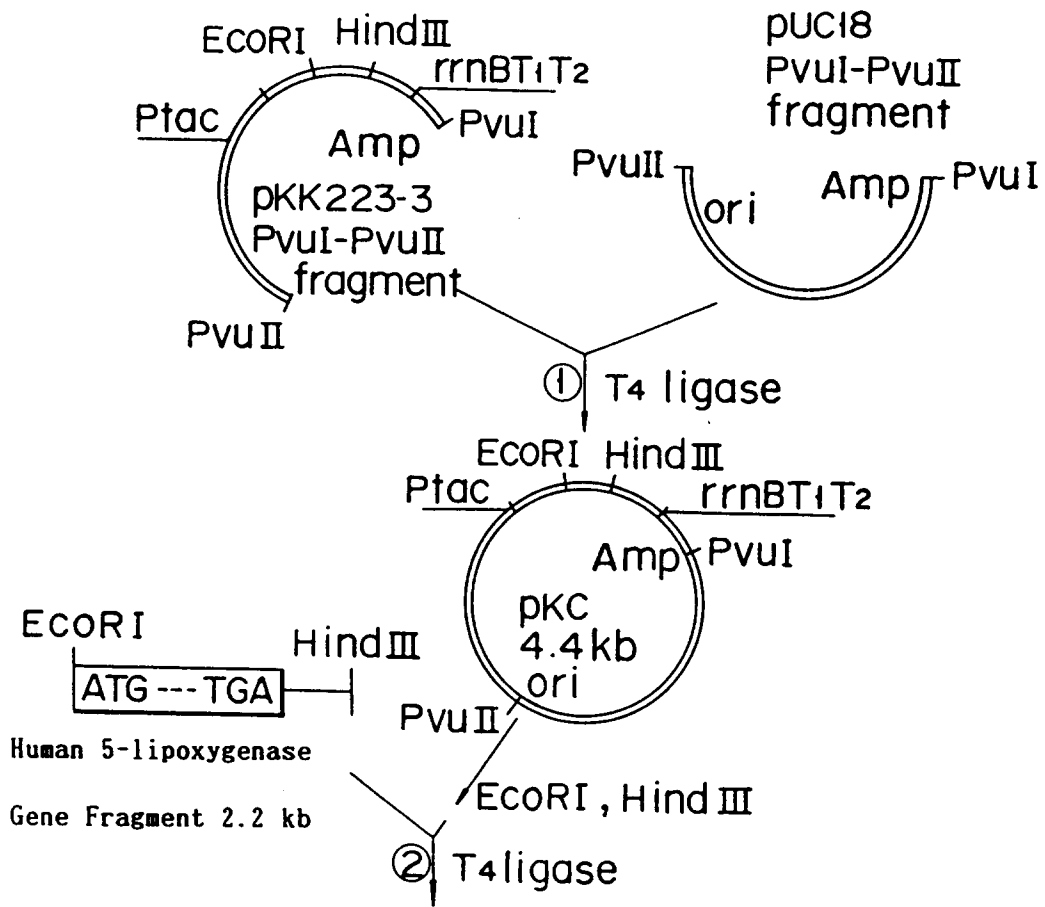 EcoRI
HindⅢ
rrnBT1T2
Ptac
PvuI
Amp
pKK223-3
PvuI-PvuⅡ
fragment
PvuⅡ
pUC18
PvuI-PvuⅡ
fragment
PvuⅡ
PvuI
ori
Amp
① T4 ligase
EcoRI
HindⅢ
Ptac
rrnBT1T2
Amp
PvuI
pKC
4.4kb
ori
PvuⅡ
EcoRI
HindⅢ
ATG --- TGA
Human 5-lipoxygenase
Gene Fragment 2.2 kb
EcoRI, HindⅢ
② T4 ligase